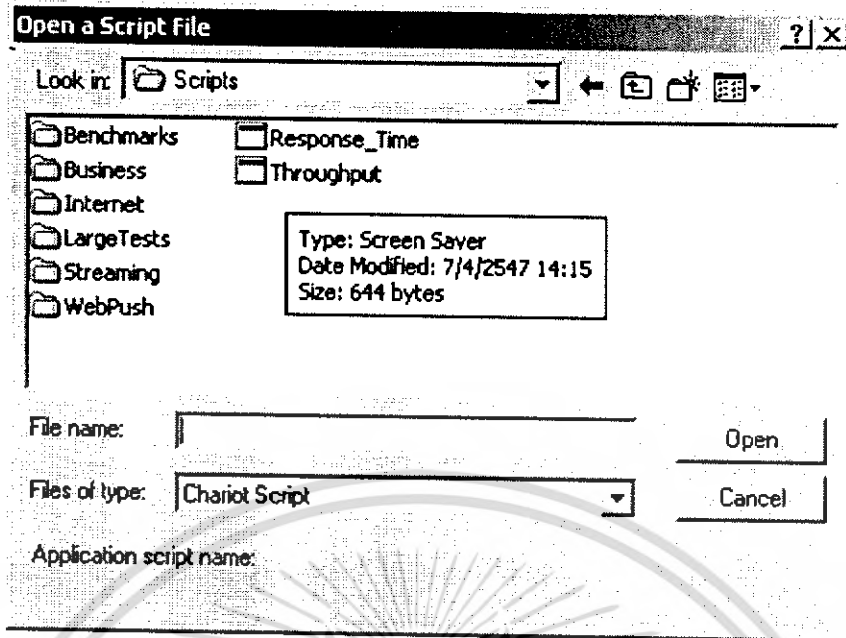 Open a Script File
Look in: Scripts
Benchmarks
Business
Internet
LargeTests
Streaming
WebPush
Response_Time
Throughput
Type: Screen Saver
Date Modified: 7/4/2547 14:15
Size: 644 bytes
File name:
Open
Files of type: Chariot Script
Cancel
Application script name: